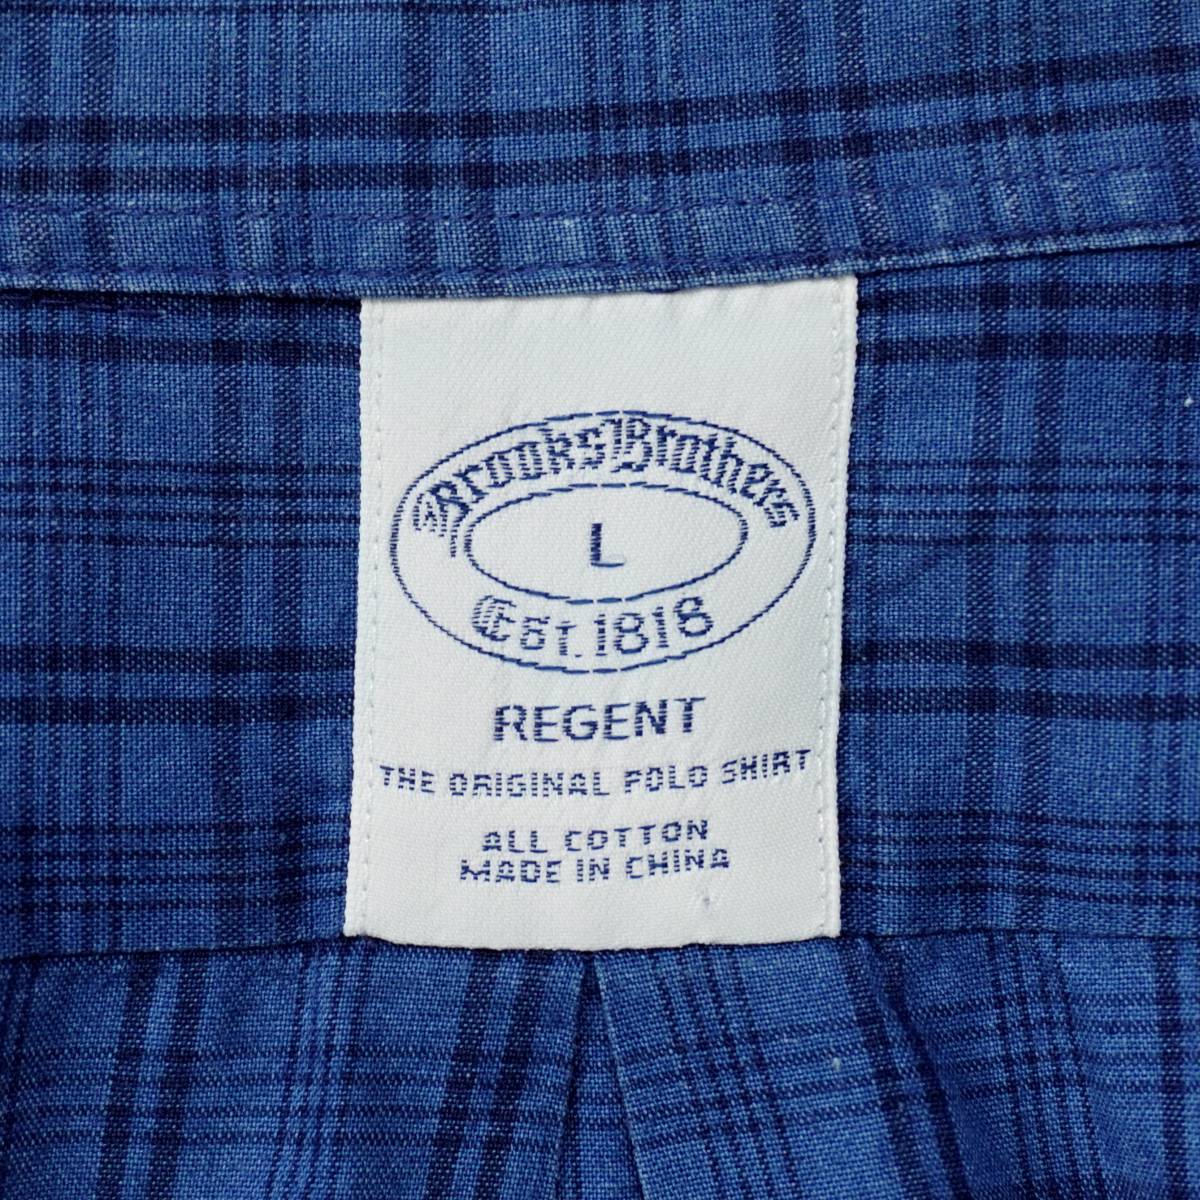 Brooks Brothers
L
Est. 1818
REGENT
THE ORIGINAL POLO SHIRT
ALL COTTON
MADE IN CHINA